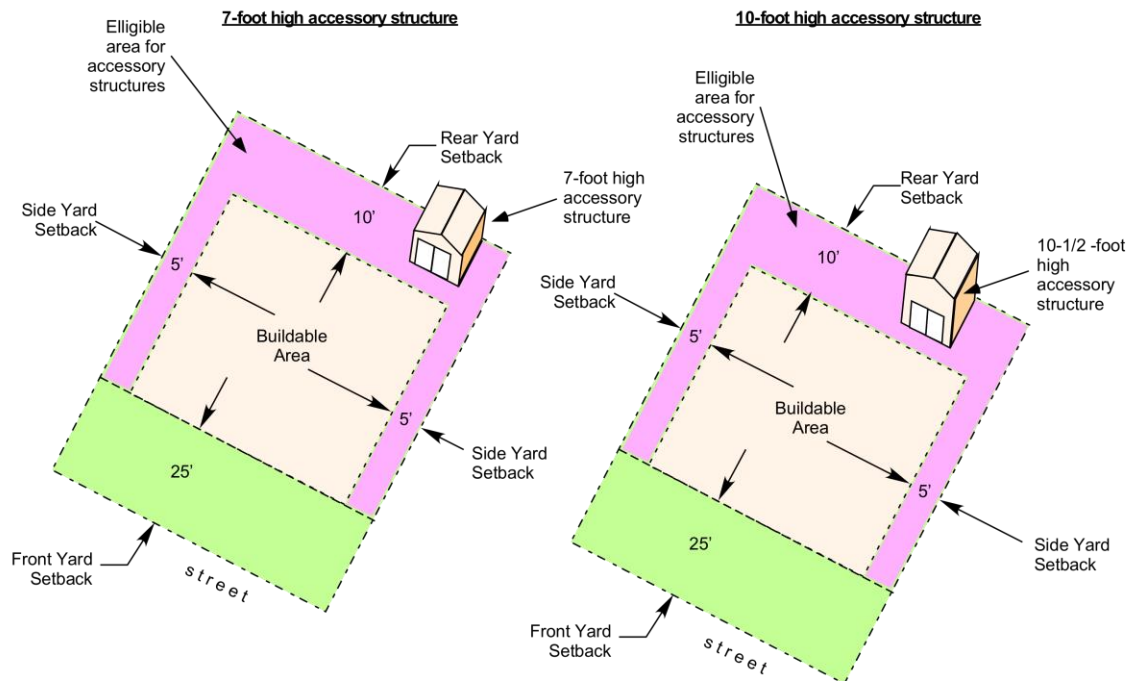 7-foot high accessory structure
Elligible
area for
accessory
structures
Rear Yard
Setback
7-foot high
accessory
structure
10'
Side Yard
Setback
5'
Buildable
Area
5'
Side Yard
Setback
25'
Front Yard
Setback
street
10-foot high accessory structure
Elligible
area for
accessory
structures
Rear Yard
Setback
10-1/2 -foot
high
accessory
structure
10'
Side Yard
Setback
5'
Buildable
Area
5'
Side Yard
Setback
25'
Front Yard
Setback
street